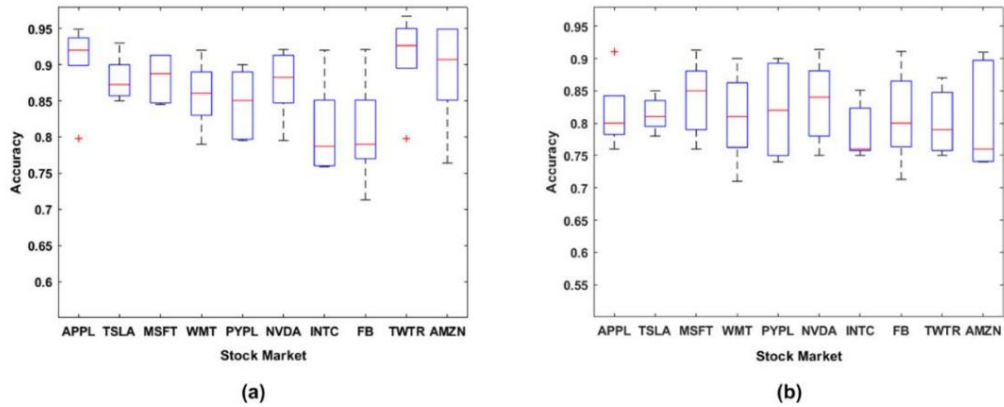 0.95
0.9
0.85
0.8
0.75
0.7
0.65
0.6
Accuracy
APPL TSLA MSFT WMT PYPL NVDA INTC FB TWTR AMZN
Stock Market
(a)
0.95
0.9
0.85
0.8
0.75
0.7
0.65
0.6
0.55
Accuracy
APPL TSLA MSFT WMT PYPL NVDA INTC FB TWTR AMZN
Stock Market
(b)